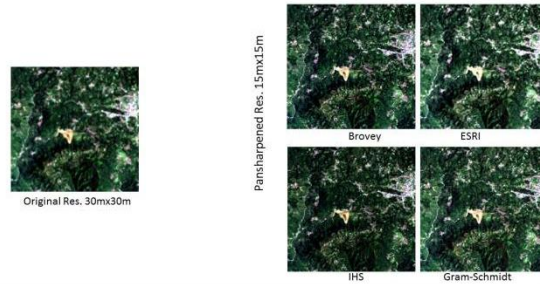 Original Res. 30mx30m
Pansharpened Res. 15mx15m
Brovey
ESRI
IHS
Gram-Schmidt